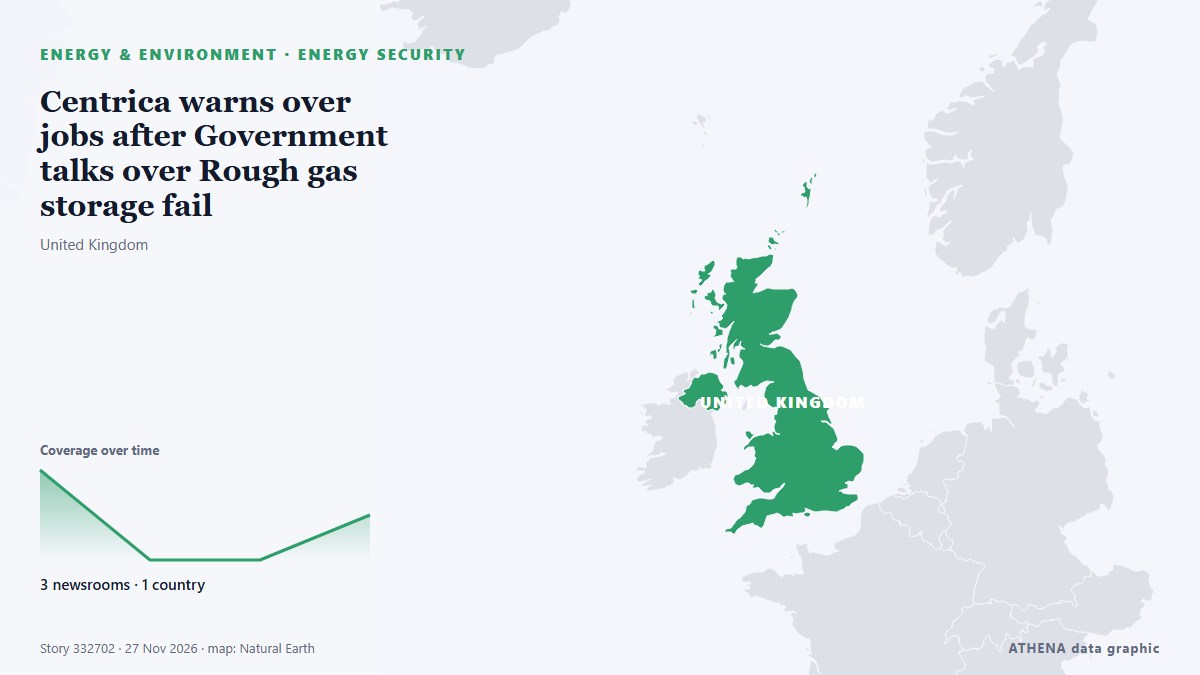 ENERGY & ENVIRONMENT · ENERGY SECURITY
Centrica warns over
jobs after Government
talks over Rough gas
storage fail
United Kingdom
UNITED KINGDOM
Coverage over time
3 newsrooms · 1 country
Story 332702 · 27 Nov 2026 · map: Natural Earth
ATHENA data graphic